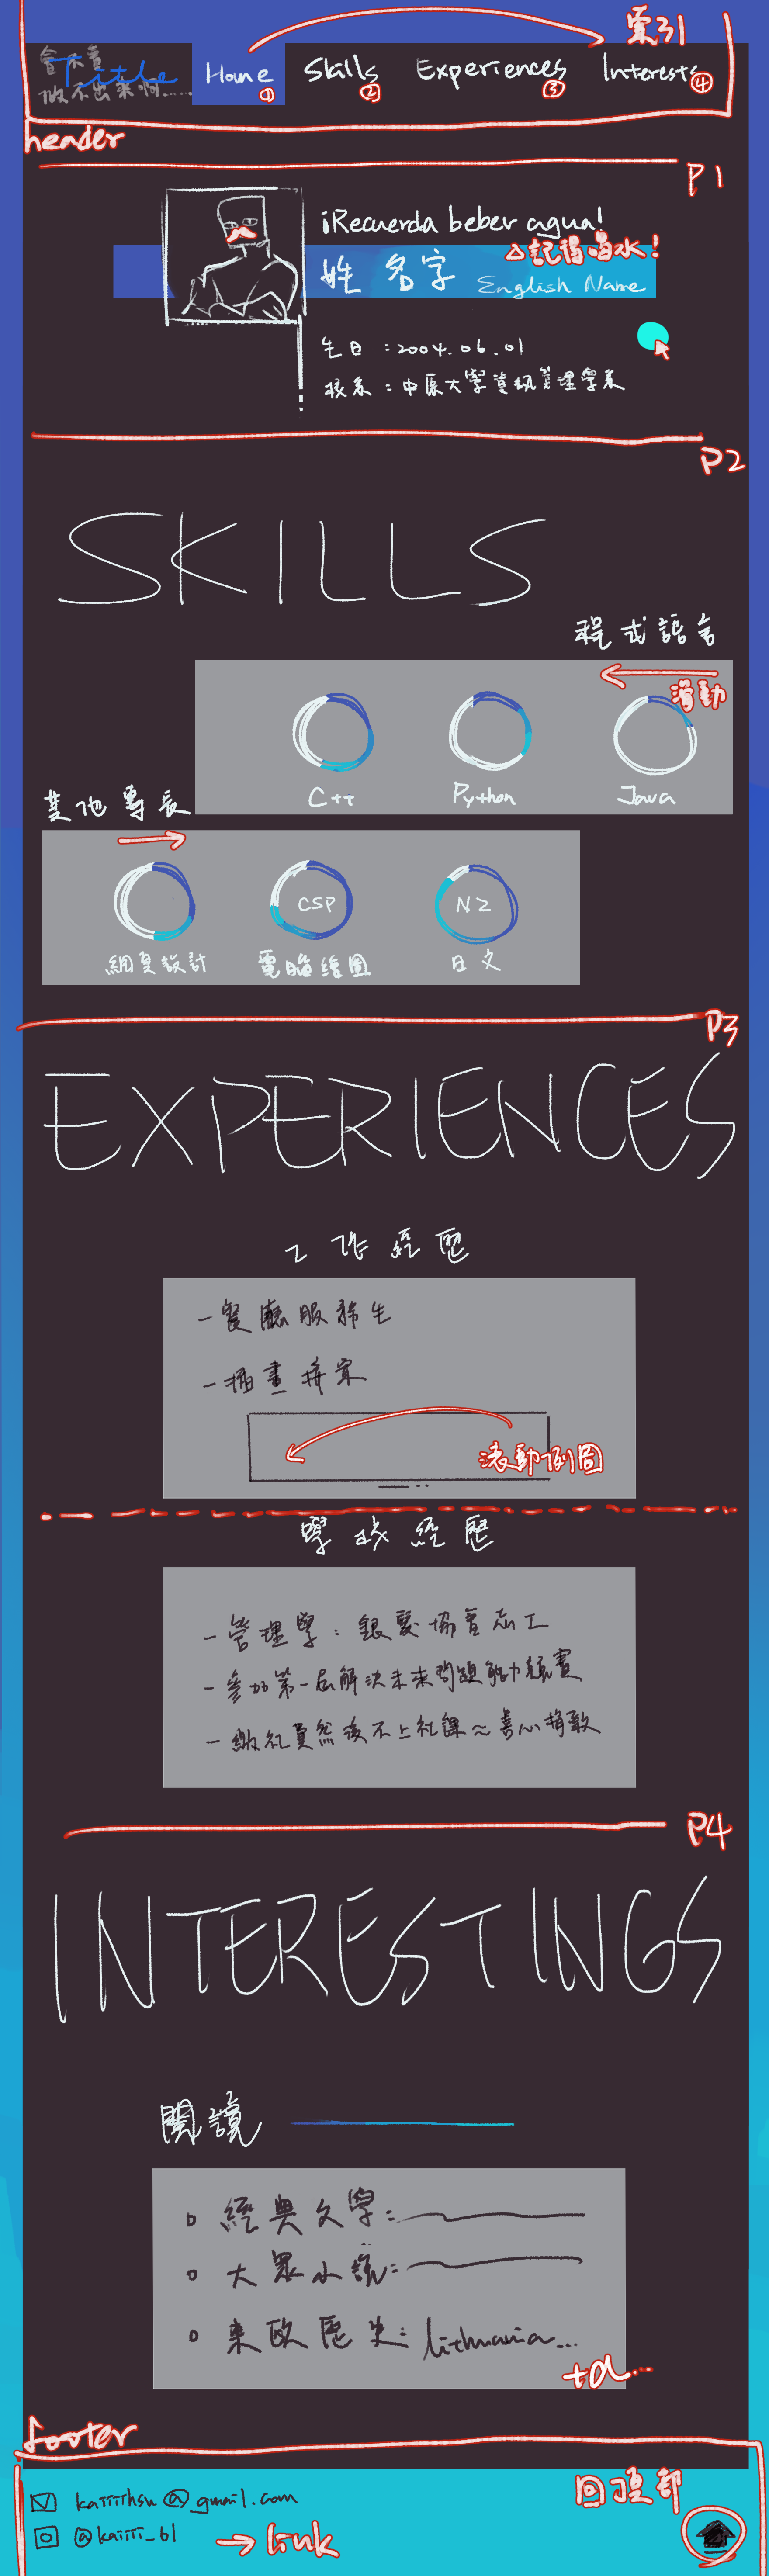 索引
會不會
做不出來啊......
Title
Home
①
Skills
②
Experiences
③
Interests
④
header
P1
¡Recuerda beber agua!
△記得喝水!
姓名字
English Name
生日:2004.06.01
校系:中原大學資訊管理學系
P2
SKILLS
程式語言
滑動
C++
Python
Java
其他專長
CSP
N2
網頁設計
電腦繪圖
日文
P3
EXPERIENCES
工作經歷
-餐廳服務生
-插畫接案
滾動例圖
學校經歷
-管理學:銀髮協會志工
-參加第一屆解決未來問題能力競賽
-繳社費然後不上社課~善心捐款
P4
INTERESTINGS
閱讀
經典文學:
大眾小說:
東歐歷史:lithuania...
+α...
footer
回頂部
kaiiiihsu@gmail.com
@kaiiii_61
→link